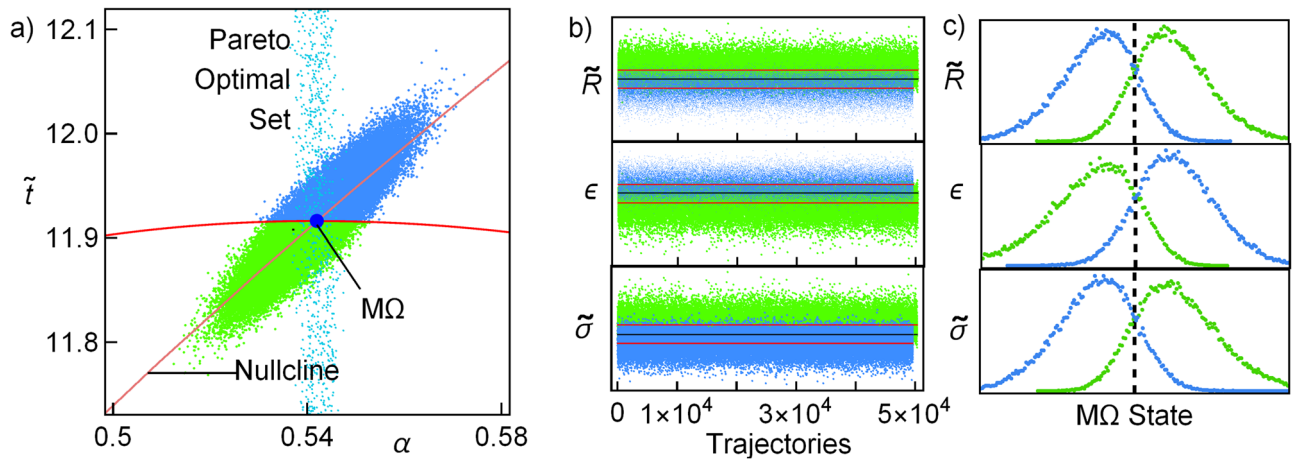 a)
12.1
12.0
11.9
11.8
t̃
Pareto
Optimal
Set
MΩ
Nullcline
0.5
0.54
α
0.58
b)
R̃
ϵ
σ̃
0
1×10⁴
3×10⁴
5×10⁴
Trajectories
c)
R̃
ϵ
σ̃
MΩ State